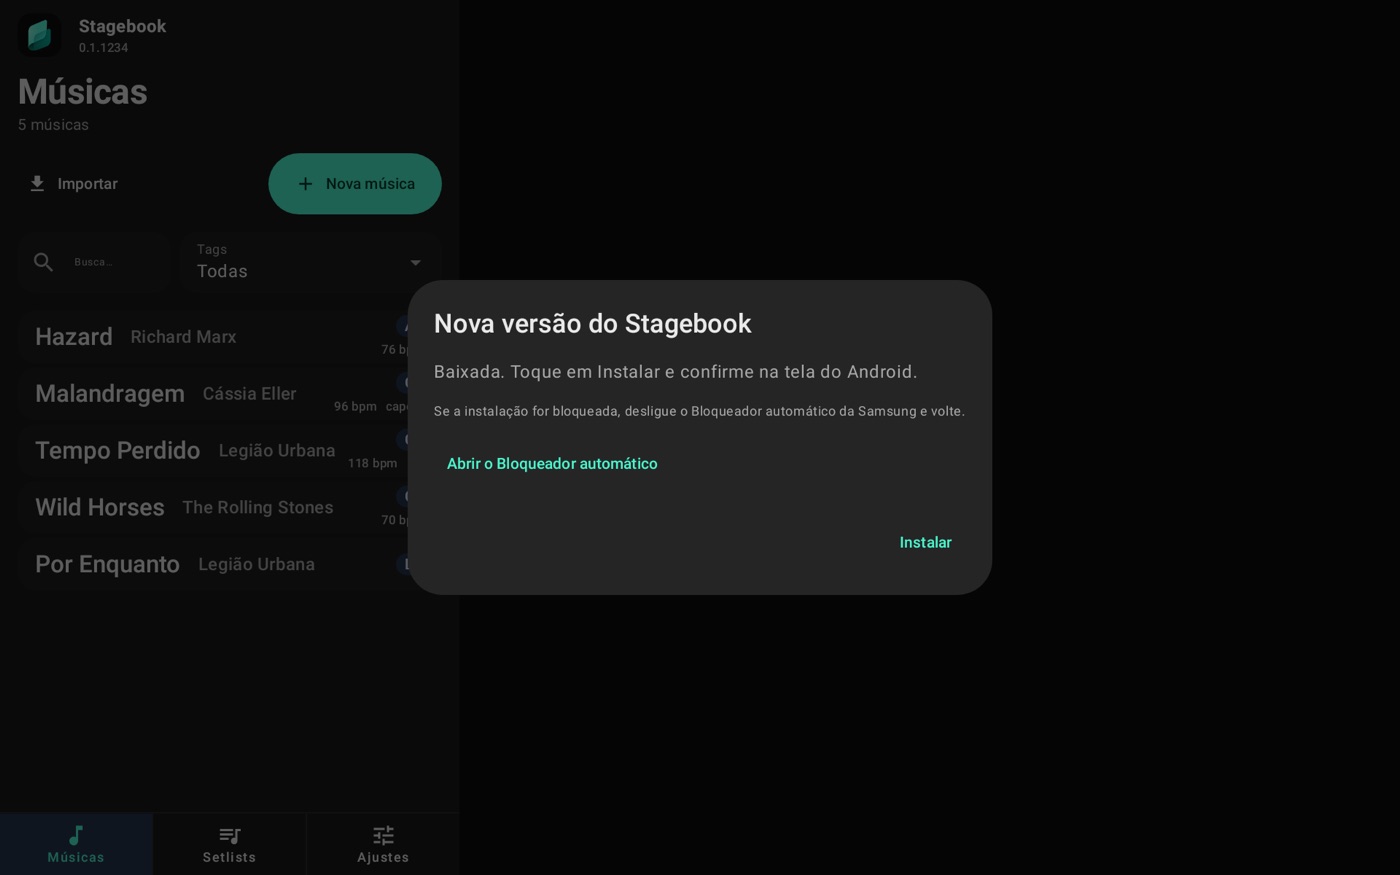 Stagebook
0.1.1234
Músicas
5 músicas
Importar
Nova música
Busca...
Tags
Todas
Hazard Richard Marx
76
Malandragem Cássia Eller
96 bpm
Tempo Perdido Legião Urbana
118 bpm
Wild Horses The Rolling Stones
70
Por Enquanto Legião Urbana
Nova versão do Stagebook
Baixada. Toque em Instalar e confirme na tela do Android.
Se a instalação for bloqueada, desligue o Bloqueador automático da Samsung e volte.
Abrir o Bloqueador automático
Instalar
Músicas
Setlists
Ajustes